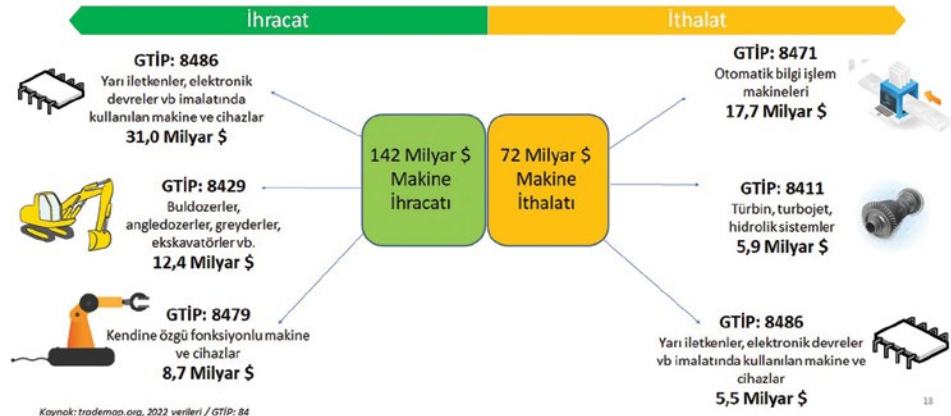 İhracat
İthalat
GTİP: 8486
Yarı iletkenler, elektronik
devreler vb imalatında
kullanılan makine ve cihazlar
31,0 Milyar $
GTİP: 8429
Buldozerler,
angledozerler, greyderler,
ekskavatörler vb.
12,4 Milyar $
GTİP: 8479
Kendine özgü fonksiyonlu makine
ve cihazlar
8,7 Milyar $
142 Milyar $
Makine
İhracatı
72 Milyar $
Makine
İthalatı
GTİP: 8471
Otomatik bilgi işlem
makineleri
17,7 Milyar $
GTİP: 8411
Türbin, turbojet,
hidrolik sistemler
5,9 Milyar $
GTİP: 8486
Yarı iletkenler, elektronik devreler
vb imalatında kullanılan makine ve
cihazlar
5,5 Milyar $
Kaynak: trademap.org, 2022 verileri / GTİP: 84
18